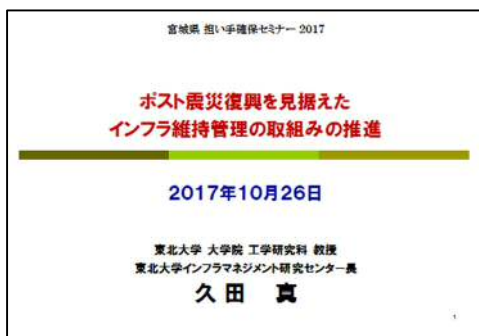 宮城県 担い手確保セミナー 2017
ポスト震災復興を見据えた
インフラ維持管理の取組みの推進
2017年10月26日
東北大学 大学院 工学研究科 教授
東北大学インフラマネジメント研究センター長
久田 真
1